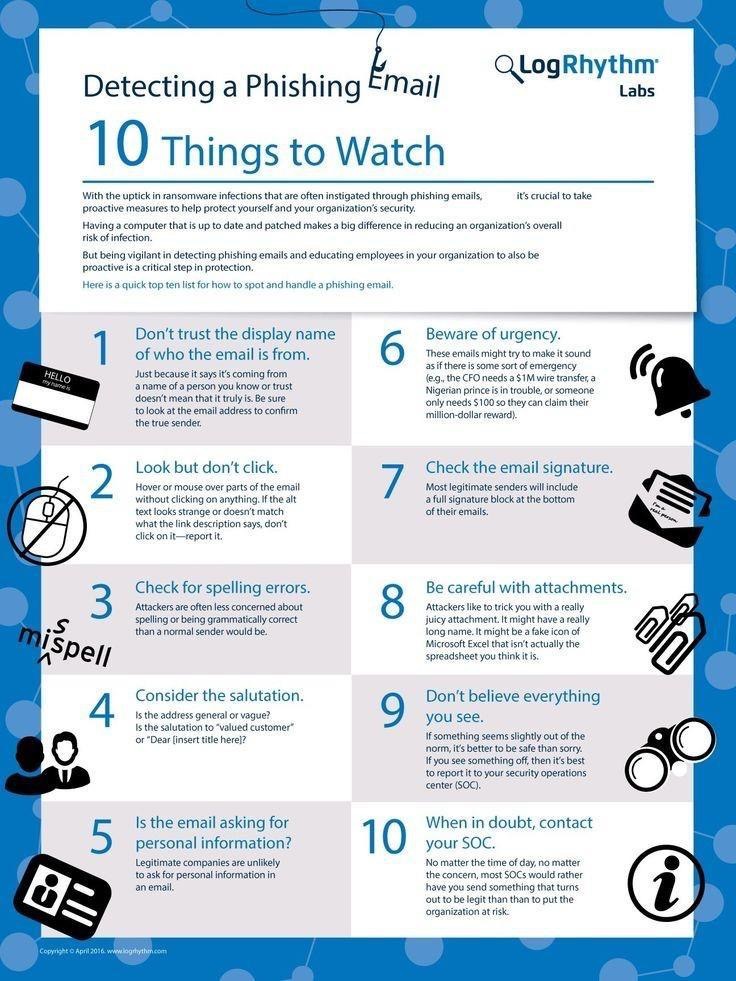 Detecting a Phishing Email
LogRhythm®
Labs
10 Things to Watch
With the uptick in ransomware infections that are often instigated through phishing emails, it's crucial to take
proactive measures to help protect yourself and your organization's security.
Having a computer that is up to date and patched makes a big difference in reducing an organization's overall
risk of infection.
But being vigilant in detecting phishing emails and educating employees in your organization to also be
proactive is a critical step in protection.
Here is a quick top ten list for how to spot and handle a phishing email.
HELLO
my name is
1
Don't trust the display name
of who the email is from.
Just because it says it's coming from
a name of a person you know or trust
doesn't mean that it truly is. Be sure
to look at the email address to confirm
the true sender.
2
Look but don't click.
Hover or mouse over parts of the email
without clicking on anything. If the alt
text looks strange or doesn't match
what the link description says, don't
click on it—report it.
s
mispell
3
Check for spelling errors.
Attackers are often less concerned about
spelling or being grammatically correct
than a normal sender would be.
4
Consider the salutation.
Is the address general or vague?
Is the salutation to "valued customer"
or "Dear [insert title here]?
5
Is the email asking for
personal information?
Legitimate companies are unlikely
to ask for personal information in
an email.
6
Beware of urgency.
These emails might try to make it sound
as if there is some sort of emergency
(e.g., the CFO needs a $1M wire transfer, a
Nigerian prince is in trouble, or someone
only needs $100 so they can claim their
million-dollar reward).
7
Check the email signature.
Most legitimate senders will include
a full signature block at the bottom
of their emails.
I'm a
real person.
8
Be careful with attachments.
Attackers like to trick you with a really
juicy attachment. It might have a really
long name. It might be a fake icon of
Microsoft Excel that isn't actually the
spreadsheet you think it is.
9
Don't believe everything
you see.
If something seems slightly out of the
norm, it's better to be safe than sorry.
If you see something off, then it's best
to report it to your security operations
center (SOC).
10
When in doubt, contact
your SOC.
No matter the time of day, no matter
the concern, most SOCs would rather
have you send something that turns
out to be legit than than to put the
organization at risk.
i
Copyright © April 2016. www.logrhythm.com